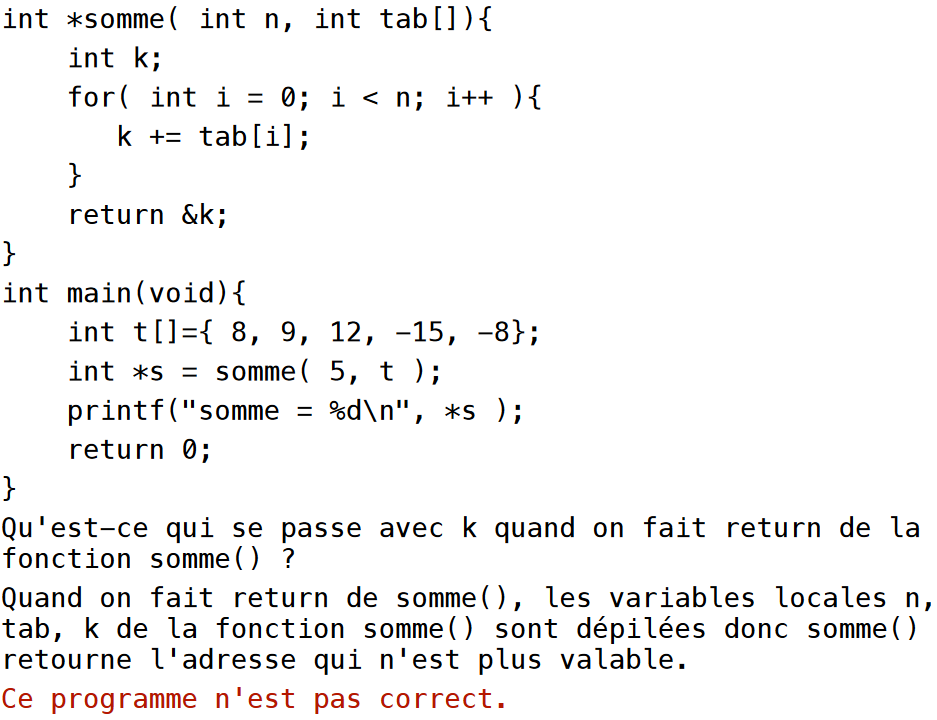 int *somme( int n, int tab[]){
    int k;
    for( int i = 0; i < n; i++ ){
       k += tab[i];
    }
    return &k;
}
int main(void){
    int t[]={ 8, 9, 12, −15, −8};
    int *s = somme( 5, t );
    printf("somme = %d\n", *s );
    return 0;
}
Qu'est−ce qui se passe avec k quand on fait return de la
fonction somme() ?
Quand on fait return de somme(), les variables locales n,
tab, k de la fonction somme() sont dépilées donc somme()
retourne l'adresse qui n'est plus valable.
Ce programme n'est pas correct.